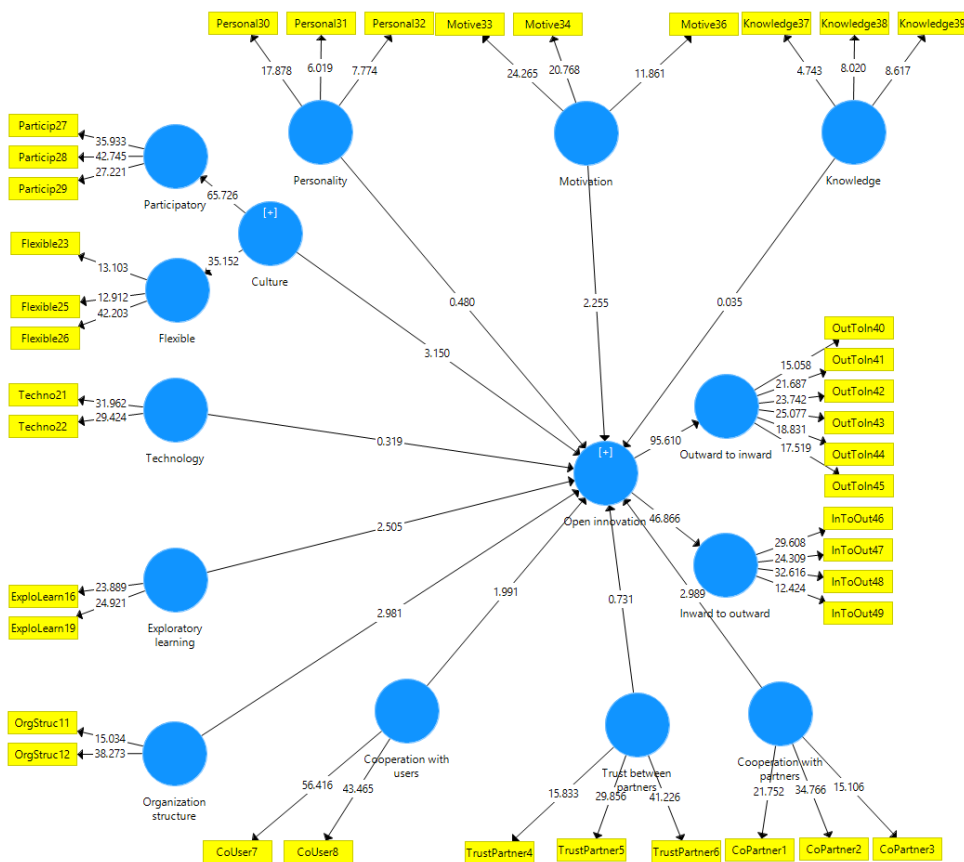 Personal30
Personal31
Personal32
Motive33
Motive34
Motive36
Knowledge37
Knowledge38
Knowledge39
17.878
6.019
7.774
24.265
20.768
11.861
4.743
8.020
8.617
Particip27
Particip28
Particip29
35.933
42.745
27.221
Participatory
Personality
Motivation
Knowledge
65.726
[+]
Culture
Flexible23
Flexible25
Flexible26
13.103
12.912
42.203
35.152
Flexible
0.480
2.255
0.035
3.150
Techno21
Techno22
31.962
29.424
Technology
0.319
[+]
Open innovation
95.610
46.866
Outward to inward
15.058
21.687
23.742
25.077
18.831
17.519
OutToIn40
OutToIn41
OutToIn42
OutToIn43
OutToIn44
OutToIn45
Inward to outward
29.608
24.309
32.616
12.424
InToOut46
InToOut47
InToOut48
InToOut49
ExploLearn16
ExploLearn19
23.889
24.921
Exploratory
learning
2.505
2.981
1.991
0.731
2.989
OrgStruc11
OrgStruc12
15.034
38.273
Organization
structure
Cooperation with
users
56.416
43.465
CoUser7
CoUser8
Trust between
partners
15.833
29.856
41.226
TrustPartner4
TrustPartner5
TrustPartner6
Cooperation with
partners
21.752
34.766
15.106
CoPartner1
CoPartner2
CoPartner3